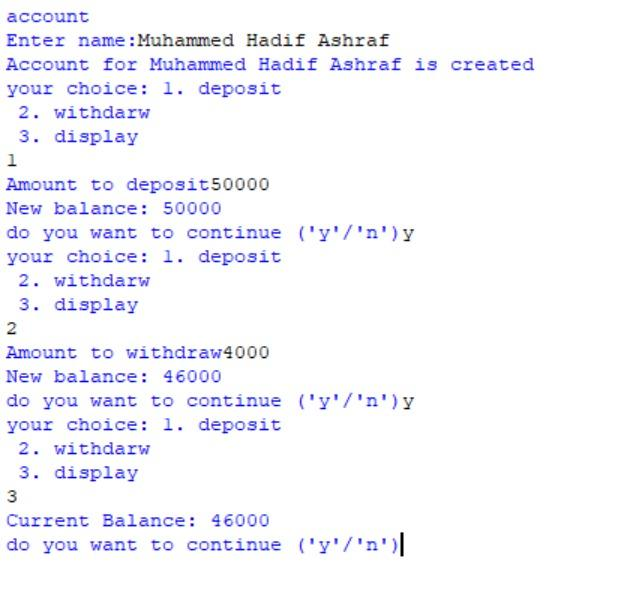 account
Enter name:Muhammed Hadif Ashraf
Account for Muhammed Hadif Ashraf is created
your choice: 1. deposit
 2. withdarw
 3. display
1
Amount to deposit50000
New balance: 50000
do you want to continue ('y'/'n')y
your choice: 1. deposit
 2. withdarw
 3. display
2
Amount to withdraw4000
New balance: 46000
do you want to continue ('y'/'n')y
your choice: 1. deposit
 2. withdarw
 3. display
3
Current Balance: 46000
do you want to continue ('y'/'n')